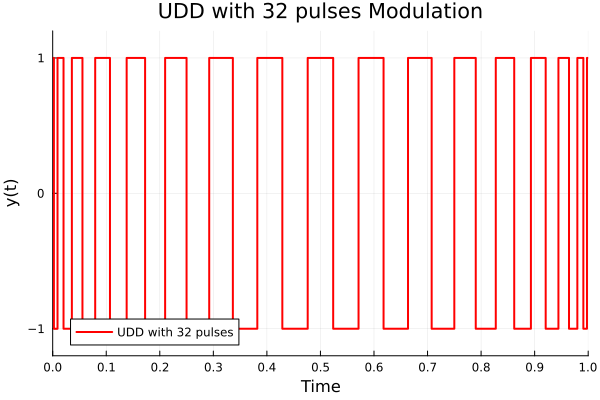 UDD with 32 pulses Modulation
y(t)
1
0
−1
UDD with 32 pulses
0.0 0.1 0.2 0.3 0.4 0.5 0.6 0.7 0.8 0.9 1.0
Time